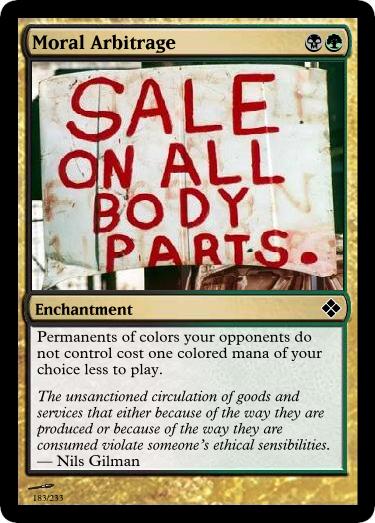 Moral Arbitrage
SALE
ON ALL
BODY
PARTS.
Enchantment
Permanents of colors your opponents do
not control cost one colored mana of your
choice less to play.
The unsanctioned circulation of goods and
services that either because of the way they
are produced or because of the way they are
consumed violate someone's ethical sensibilities.
— Nils Gilman
183/233